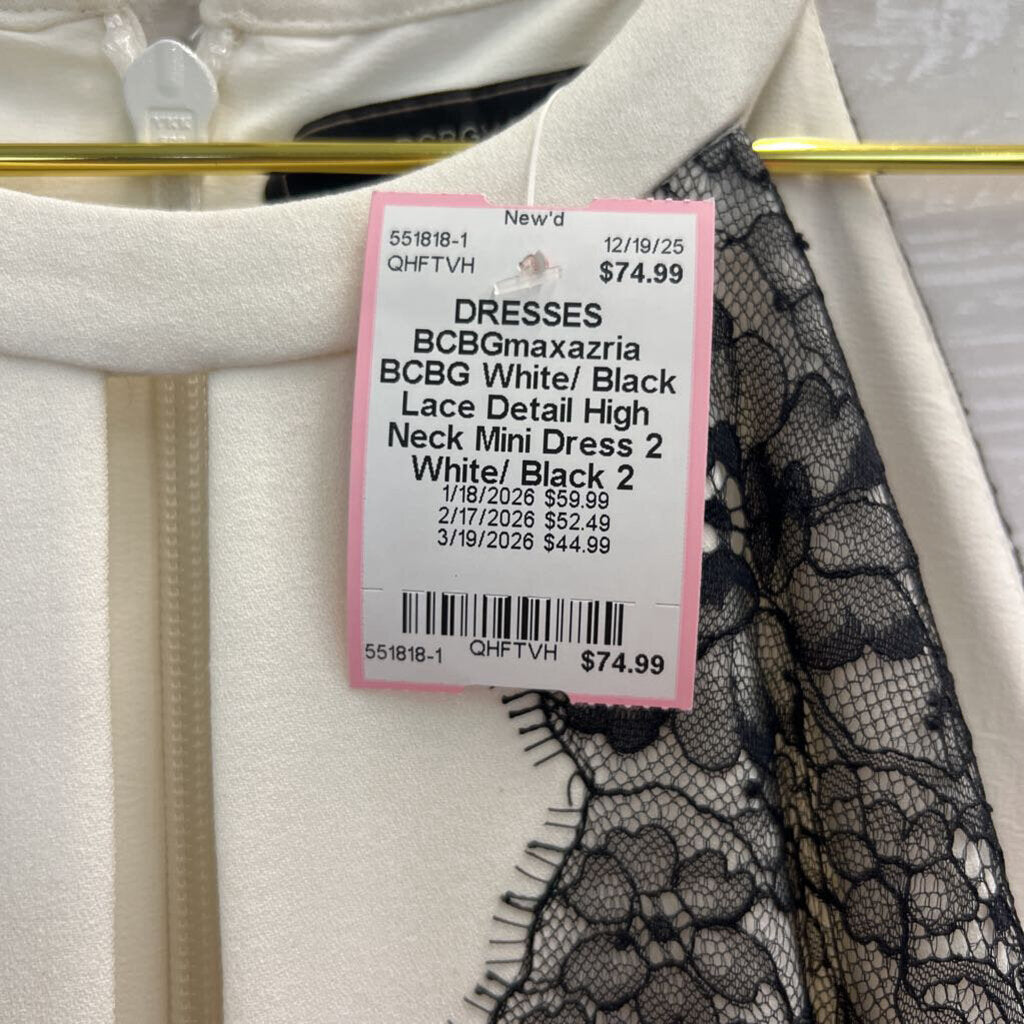 New'd
551818-1 12/19/25
QHFTVH $74.99
DRESSES
BCBGmaxazria
BCBG White/ Black
Lace Detail High
Neck Mini Dress 2
White/ Black 2
1/18/2026 $59.99
2/17/2026 $52.49
3/19/2026 $44.99
551818-1 QHFTVH $74.99